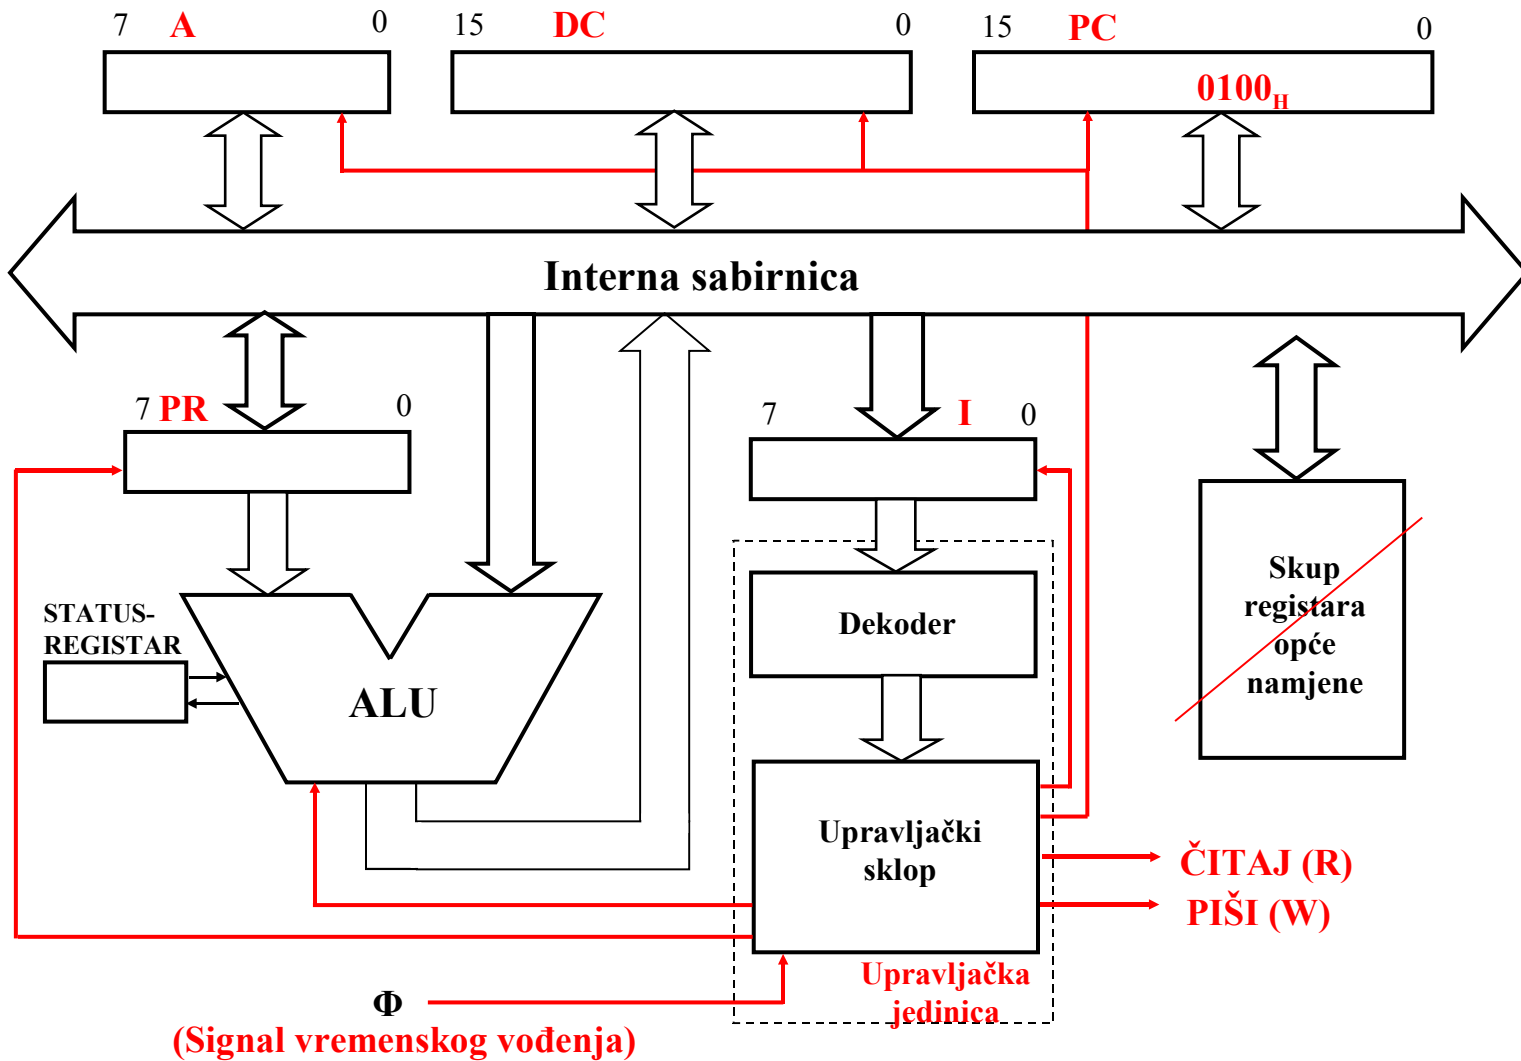 7 A 0
15 DC 0
15 PC 0
0100H
Interna sabirnica
7 PR 0
7 I 0
STATUS-
REGISTAR
ALU
Dekoder
Skup
registara
opće
namjene
Upravljački
sklop
ČITAJ (R)
PIŠI (W)
Upravljačka
jedinica
Φ
(Signal vremenskog vođenja)